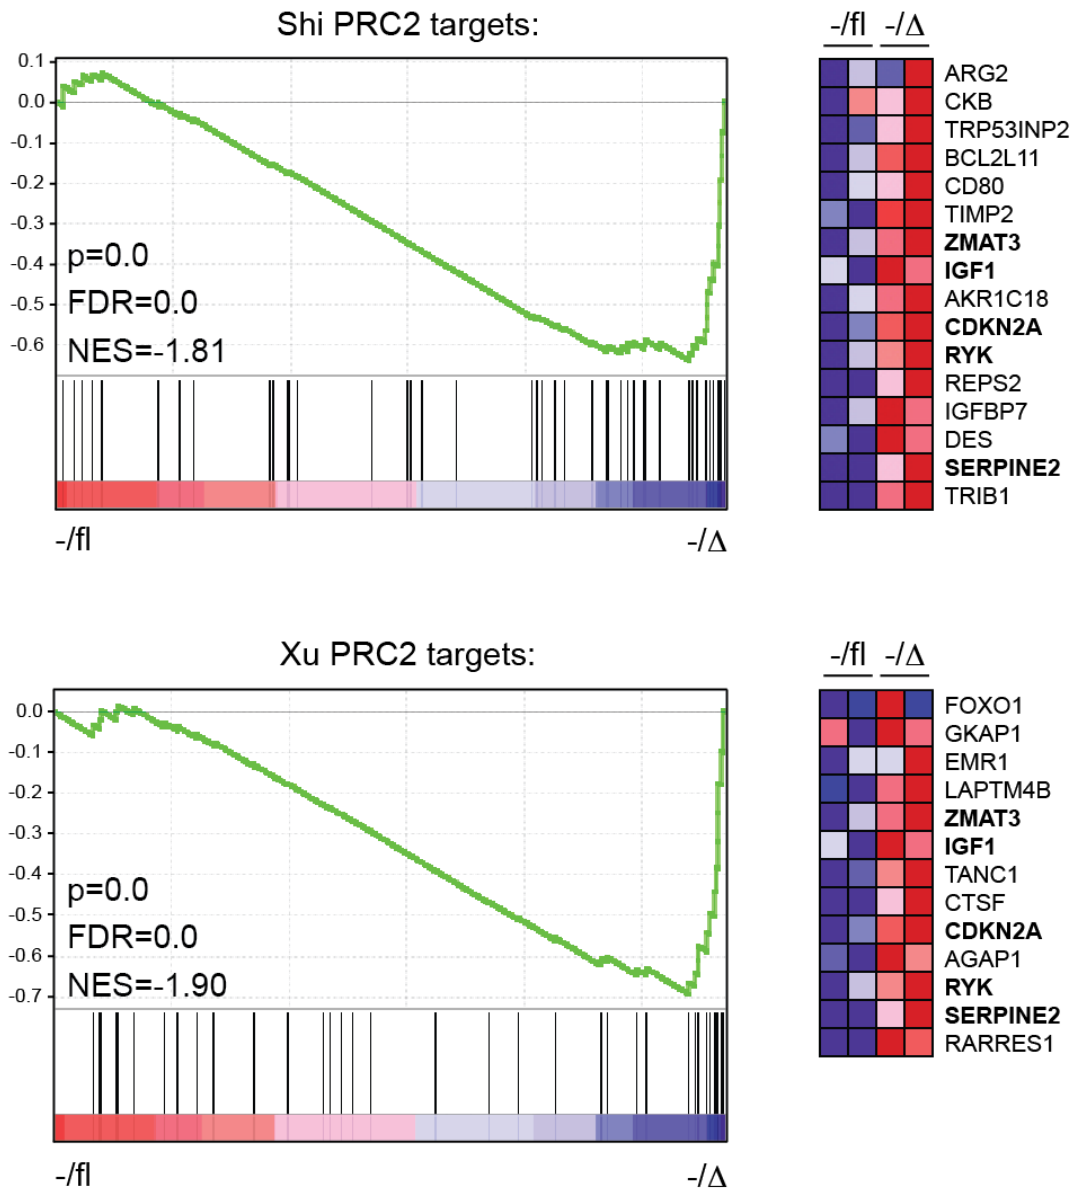 Shi PRC2 targets:
0.1
0.0
-0.1
-0.2
-0.3
-0.4
-0.5
-0.6
p=0.0
FDR=0.0
NES=-1.81
-/fl
-/Δ
-/fl -/Δ
ARG2
CKB
TRP53INP2
BCL2L11
CD80
TIMP2
ZMAT3
IGF1
AKR1C18
CDKN2A
RYK
REPS2
IGFBP7
DES
SERPINE2
TRIB1
Xu PRC2 targets:
0.0
-0.1
-0.2
-0.3
-0.4
-0.5
-0.6
-0.7
p=0.0
FDR=0.0
NES=-1.90
-/fl
-/Δ
-/fl -/Δ
FOXO1
GKAP1
EMR1
LAPTM4B
ZMAT3
IGF1
TANC1
CTSF
CDKN2A
AGAP1
RYK
SERPINE2
RARRES1